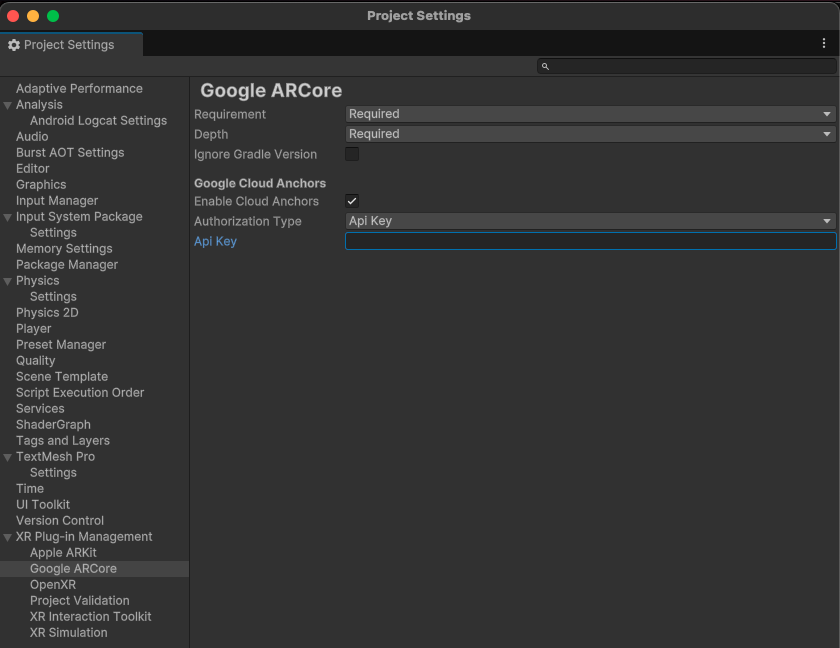 Project Settings
Project Settings
Adaptive Performance
Analysis
Android Logcat Settings
Audio
Burst AOT Settings
Editor
Graphics
Input Manager
Input System Package
Settings
Memory Settings
Package Manager
Physics
Settings
Physics 2D
Player
Preset Manager
Quality
Scene Template
Script Execution Order
Services
ShaderGraph
Tags and Layers
TextMesh Pro
Settings
Time
UI Toolkit
Version Control
XR Plug-in Management
Apple ARKit
Google ARCore
OpenXR
Project Validation
XR Interaction Toolkit
XR Simulation
Google ARCore
Requirement Required
Depth Required
Ignore Gradle Version
Google Cloud Anchors
Enable Cloud Anchors
Authorization Type Api Key
Api Key